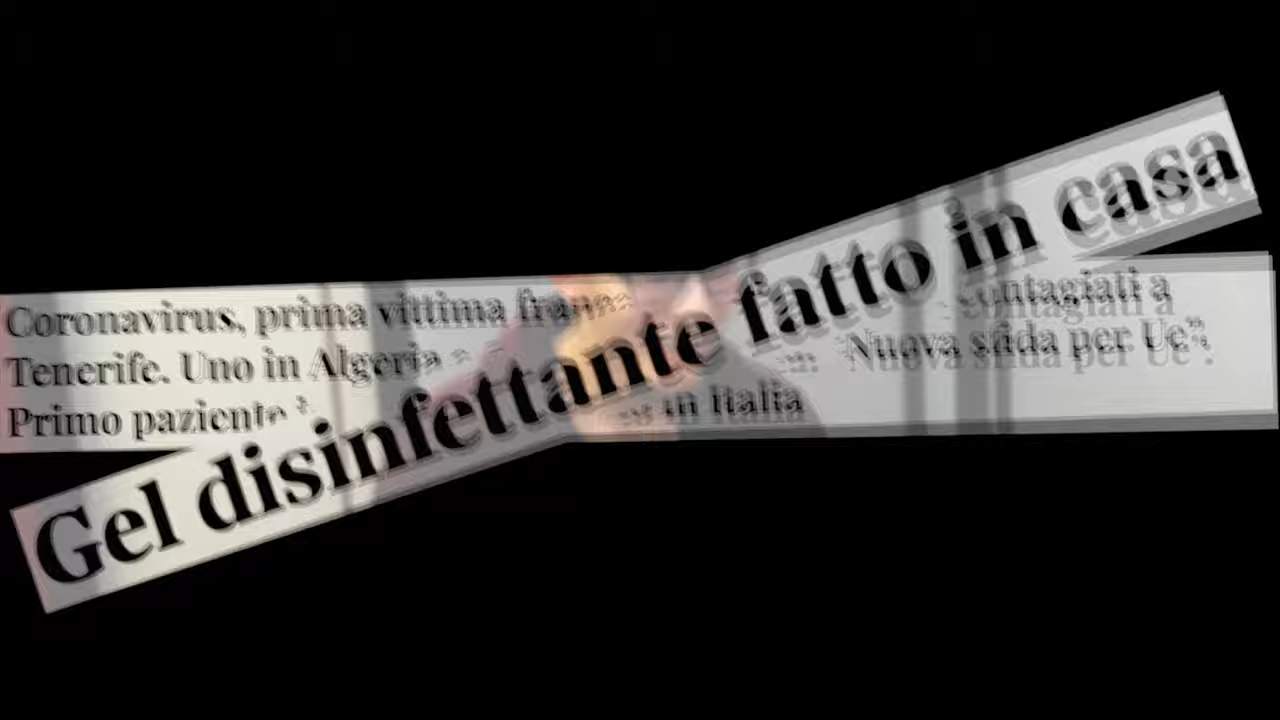 Gel disinfettante fatto in casa
Coronavirus, prima vittima contagiati a
Tenerife. Uno in Algeria "Nuova sfida per Ue".
Primo paziente in Italia